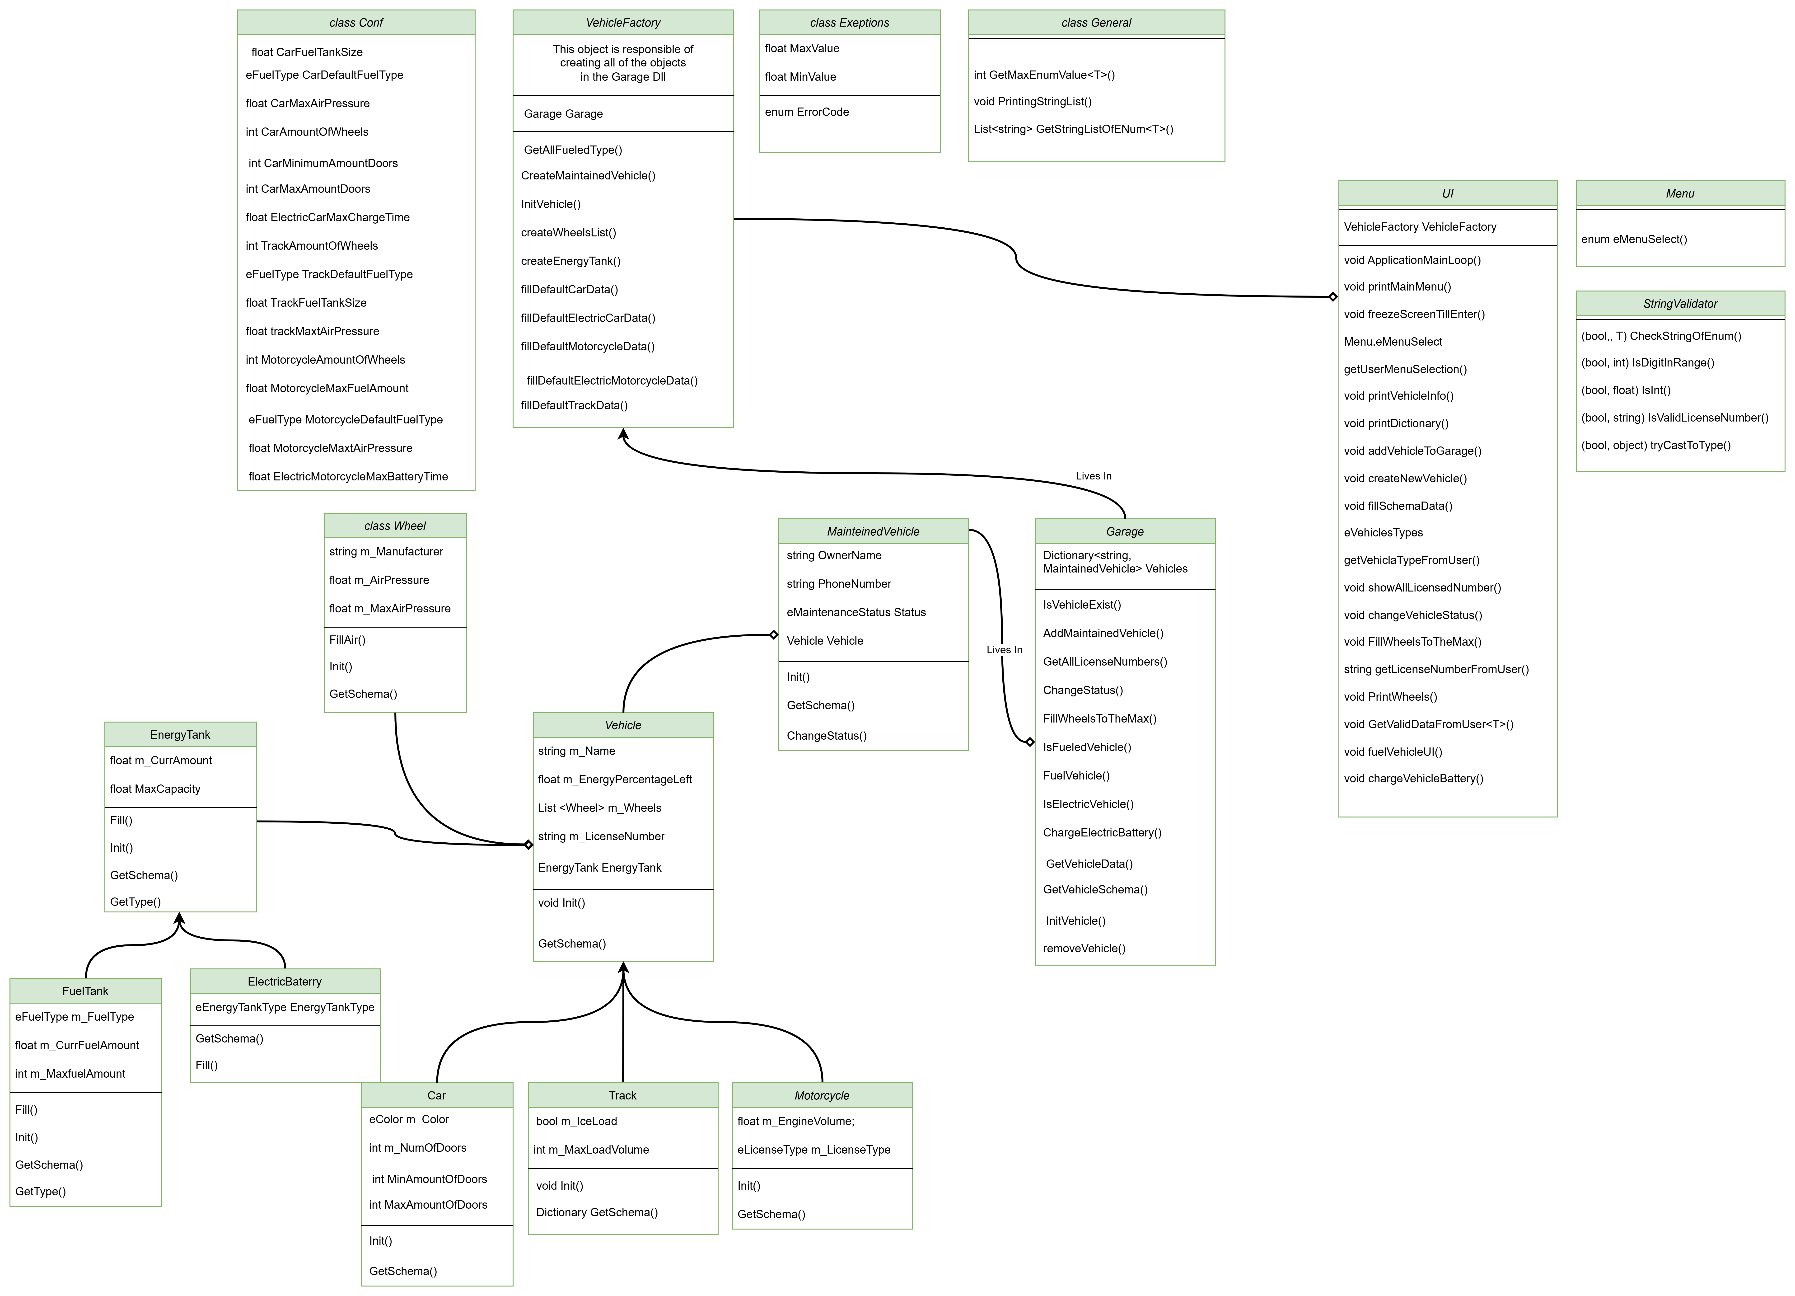 class Conf
float CarFuelTankSize
eFuelType CarDefaultFuelType
float CarMaxAirPressure
int CarAmountOfWheels
int CarMinimumAmountDoors
int CarMaxAmountDoors
float ElectricCarMaxChargeTime
int TrackAmountOfWheels
eFuelType TrackDefaultFuelType
float TrackFuelTankSize
float trackMaxtAirPressure
int MotorcycleAmountOfWheels
float MotorcycleMaxFuelAmount
eFuelType MotorcycleDefaultFuelType
float MotorcycleMaxtAirPressure
float ElectricMotorcycleMaxBatteryTime
VehicleFactory
This object is responsible of
creating all of the objects
in the Garage Dll
Garage Garage
GetAllFueledType()
CreateMaintainedVehicle()
InitVehicle()
createWheelsList()
createEnergyTank()
fillDefaultCarData()
fillDefaultElectricCarData()
fillDefaultMotorcycleData()
fillDefaultElectricMotorcycleData()
fillDefaultTrackData()
class Exeptions
float MaxValue
float MinValue
enum ErrorCode
class General
int GetMaxEnumValue<T>()
void PrintingStringList()
List<string> GetStringListOfENum<T>()
UI
VehicleFactory VehicleFactory
void ApplicationMainLoop()
void printMainMenu()
void freezeScreenTillEnter()
Menu.eMenuSelect
getUserMenuSelection()
void printVehicleInfo()
void printDictionary()
void addVehicleToGarage()
void createNewVehicle()
void fillSchemaData()
eVehiclesTypes
getVehiclaTypeFromUser()
void showAllLicensedNumber()
void changeVehicleStatus()
void FillWheelsToTheMax()
string getLicenseNumberFromUser()
void PrintWheels()
void GetValidDataFromUser<T>()
void fuelVehicleUI()
void chargeVehicleBattery()
Menu
enum eMenuSelect()
StringValidator
(bool,, T) CheckStringOfEnum()
(bool, int) IsDigitInRange()
(bool, float) IsInt()
(bool, string) IsValidLicenseNumber()
(bool, object) tryCastToType()
Lives In
class Wheel
string m_Manufacturer
float m_AirPressure
float m_MaxAirPressure
FillAir()
Init()
GetSchema()
MainteinedVehicle
string OwnerName
string PhoneNumber
eMaintenanceStatus Status
Vehicle Vehicle
Init()
GetSchema()
ChangeStatus()
Lives In
Garage
Dictionary<string,
MaintainedVehicle> Vehicles
IsVehicleExist()
AddMaintainedVehicle()
GetAllLicenseNumbers()
ChangeStatus()
FillWheelsToTheMax()
IsFueledVehicle()
FuelVehicle()
IsElectricVehicle()
ChargeElectricBattery()
GetVehicleData()
GetVehicleSchema()
InitVehicle()
removeVehicle()
EnergyTank
float m_CurrAmount
float MaxCapacity
Fill()
Init()
GetSchema()
GetType()
Vehicle
string m_Name
float m_EnergyPercentageLeft
List <Wheel> m_Wheels
string m_LicenseNumber
EnergyTank EnergyTank
void Init()
GetSchema()
FuelTank
eFuelType m_FuelType
float m_CurrFuelAmount
int m_MaxfuelAmount
Fill()
Init()
GetSchema()
GetType()
ElectricBaterry
eEnergyTankType EnergyTankType
GetSchema()
Fill()
Car
eColor m_Color
int m_NumOfDoors
int MinAmountOfDoors
int MaxAmountOfDoors
Init()
GetSchema()
Track
bool m_IceLoad
int m_MaxLoadVolume
void Init()
Dictionary GetSchema()
Motorcycle
float m_EngineVolume;
eLicenseType m_LicenseType
Init()
GetSchema()